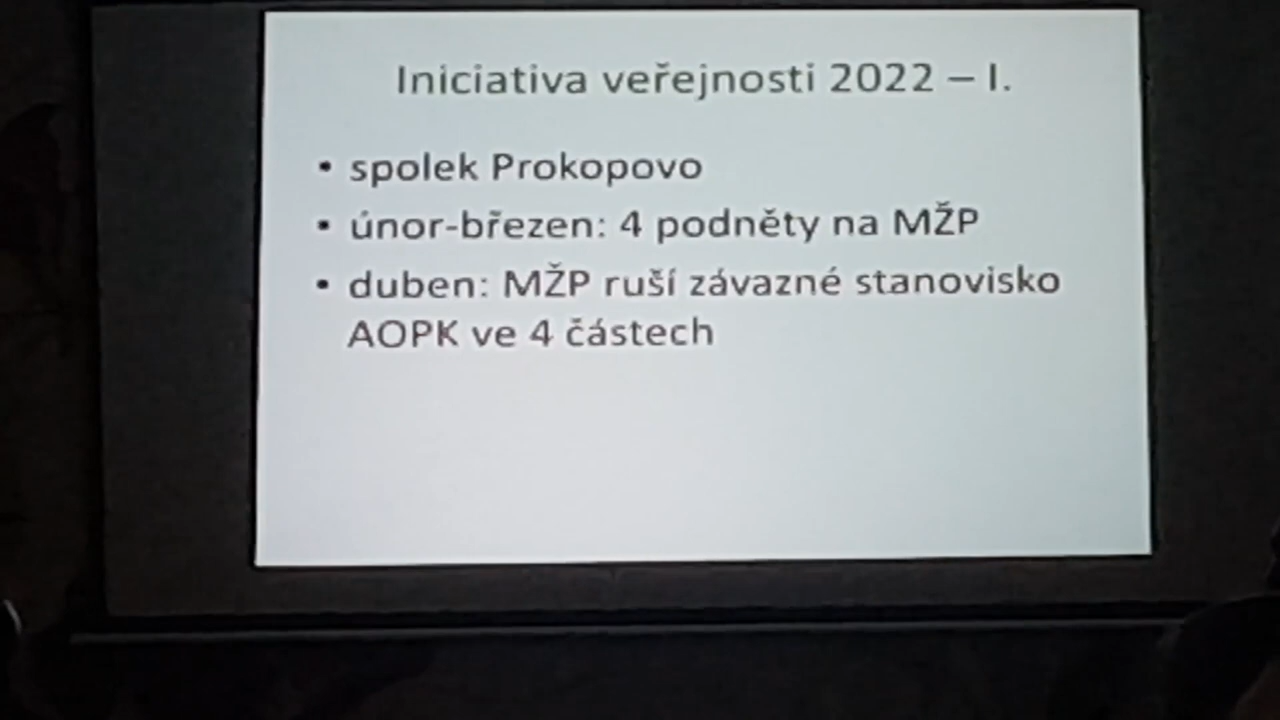 Iniciativa veřejnosti 2022 – I.
• spolek Prokopovo
• únor-březen: 4 podněty na MŽP
• duben: MŽP ruší závazné stanovisko
AOPK ve 4 částech